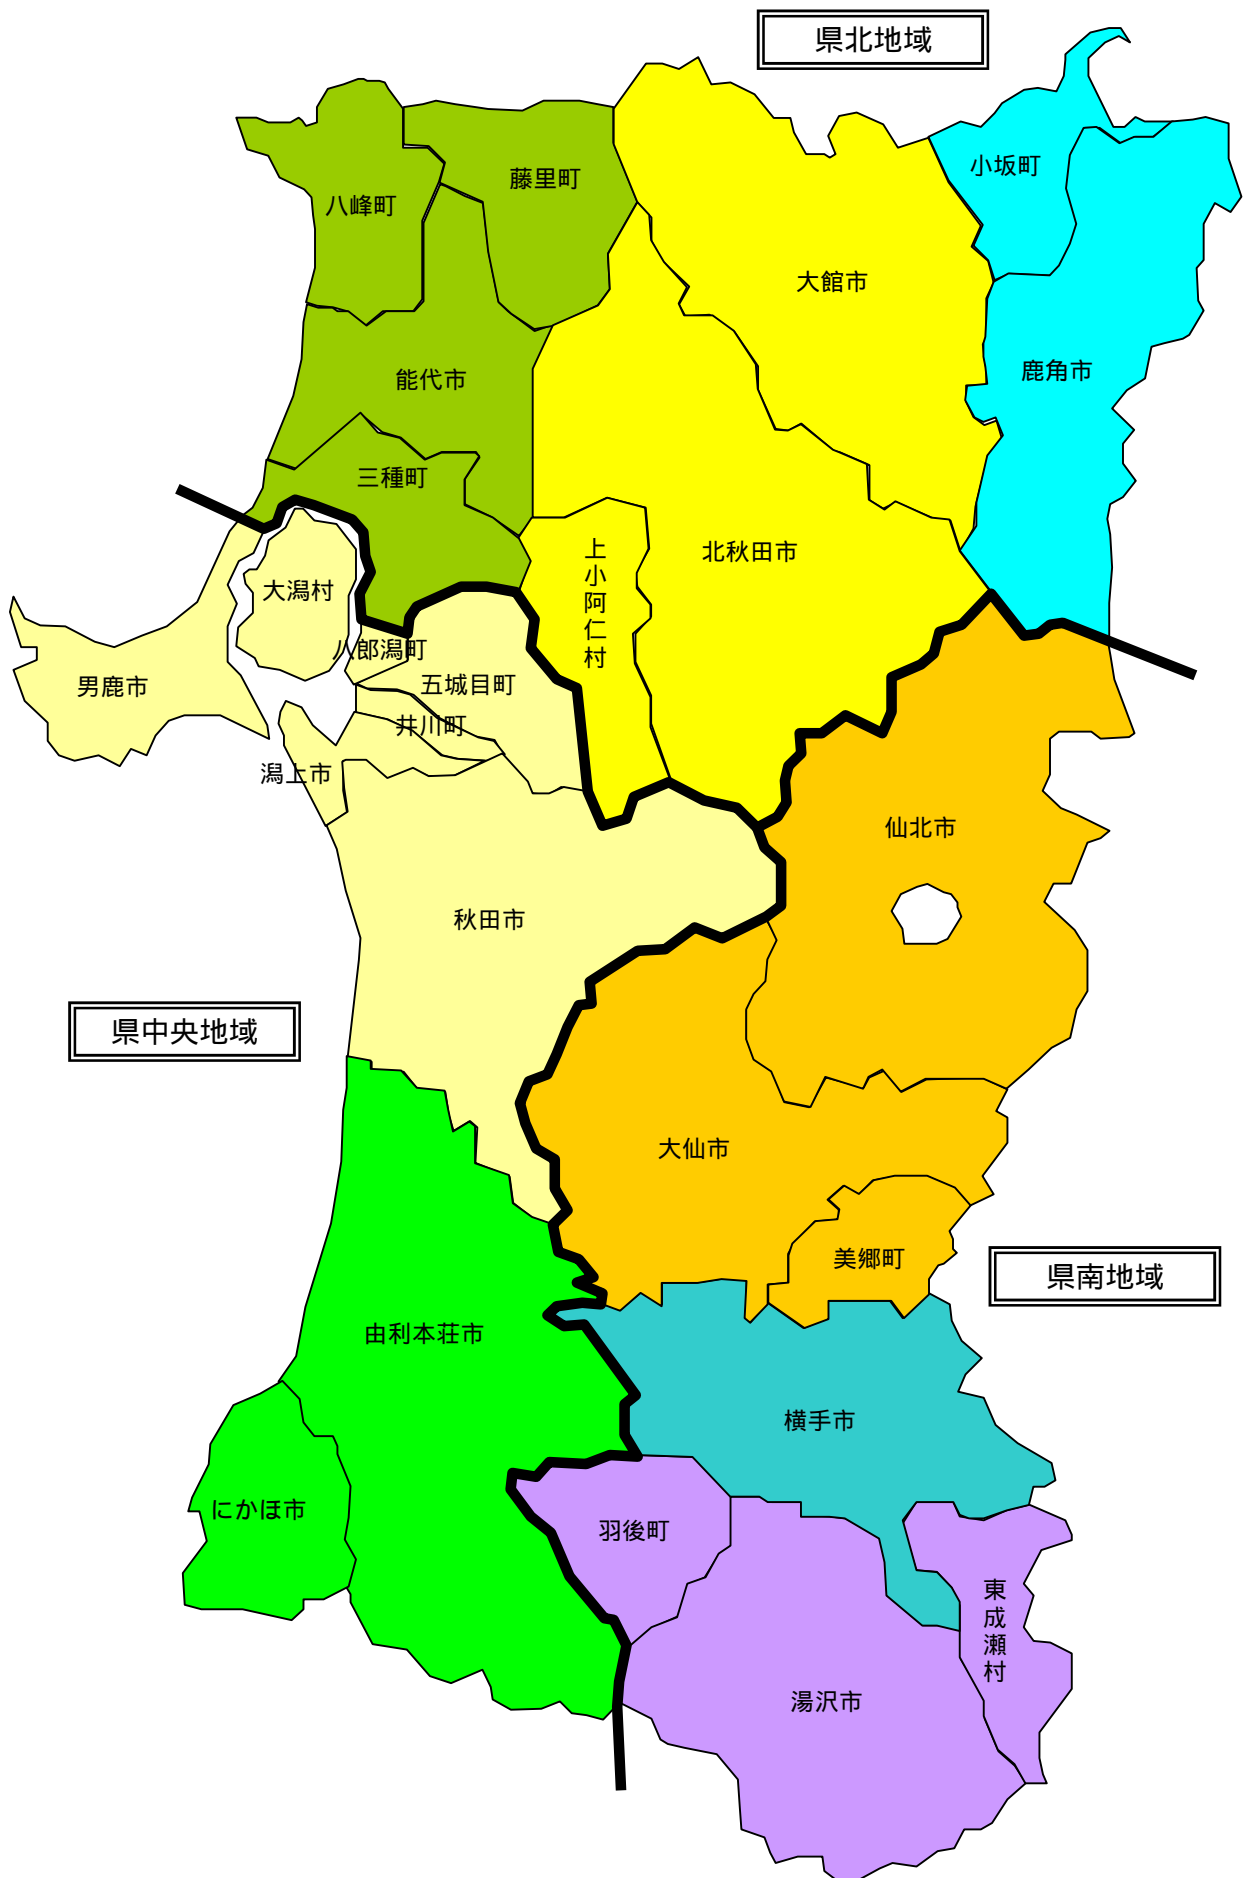 県北地域
小坂町
藤里町
八峰町
大館市
鹿角市
能代市
三種町
北秋田市
上小阿仁村
大潟村
八郎潟町
五城目町
男鹿市
井川町
潟上市
仙北市
秋田市
県中央地域
大仙市
美郷町
県南地域
由利本荘市
横手市
にかほ市
羽後町
東成瀬村
湯沢市